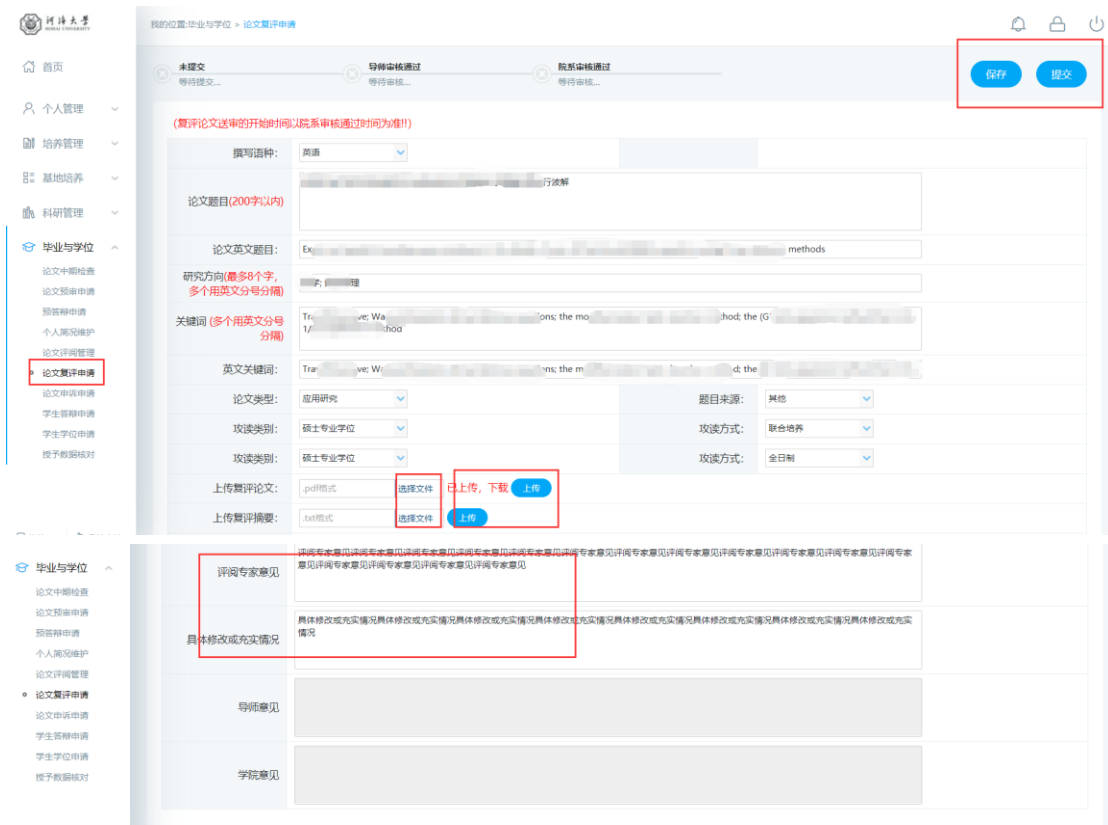 河海大学
HOHAI UNIVERSITY
我的位置:毕业与学位 > 论文复评申请
首页
个人管理
培养管理
基地培养
科研管理
毕业与学位
论文中期检查
论文预审申请
预答辩申请
个人简况维护
论文评阅管理
论文复评申请
论文申诉申请
学生答辩申请
学生学位申请
授予数据核对
未提交
等待提交...
导师审核通过
等待审核...
院系审核通过
等待审核...
保存
提交
(复评论文送审的开始时间以院系审核通过时间为准!!)
撰写语种: 英语
论文题目(200字以内)
行波解
论文英文题目: Ex methods
研究方向(最多8个字,
多个用英文分号分隔)
理
关键词 (多个用英文分号
分隔)
Tra ve; Wa ons; the mo hod; the (G'
1/ thod
英文关键词: Tra ve; Wa ns; the m d; the
论文类型: 应用研究 题目来源: 其他
攻读类别: 硕士专业学位 攻读方式: 联合培养
攻读类别: 硕士专业学位 攻读方式: 全日制
上传复评论文: .pdf格式 选择文件 已上传，下载 上传
上传复评摘要: .txt格式 选择文件 上传
毕业与学位
论文中期检查
论文预审申请
预答辩申请
个人简况维护
论文评阅管理
论文复评申请
论文申诉申请
学生答辩申请
学生学位申请
授予数据核对
评阅专家意见
评阅专家意见评阅专家意见评阅专家意见评阅专家意见评阅专家意见评阅专家意见评阅专家意见评阅专家意见评阅专家意见评阅专家意见评阅专家
意见评阅专家意见评阅专家意见评阅专家意见评阅专家意见
具体修改或充实情况
具体修改或充实情况具体修改或充实情况具体修改或充实情况具体修改或充实情况具体修改或充实情况具体修改或充实情况具体修改或充实
情况
导师意见
学院意见